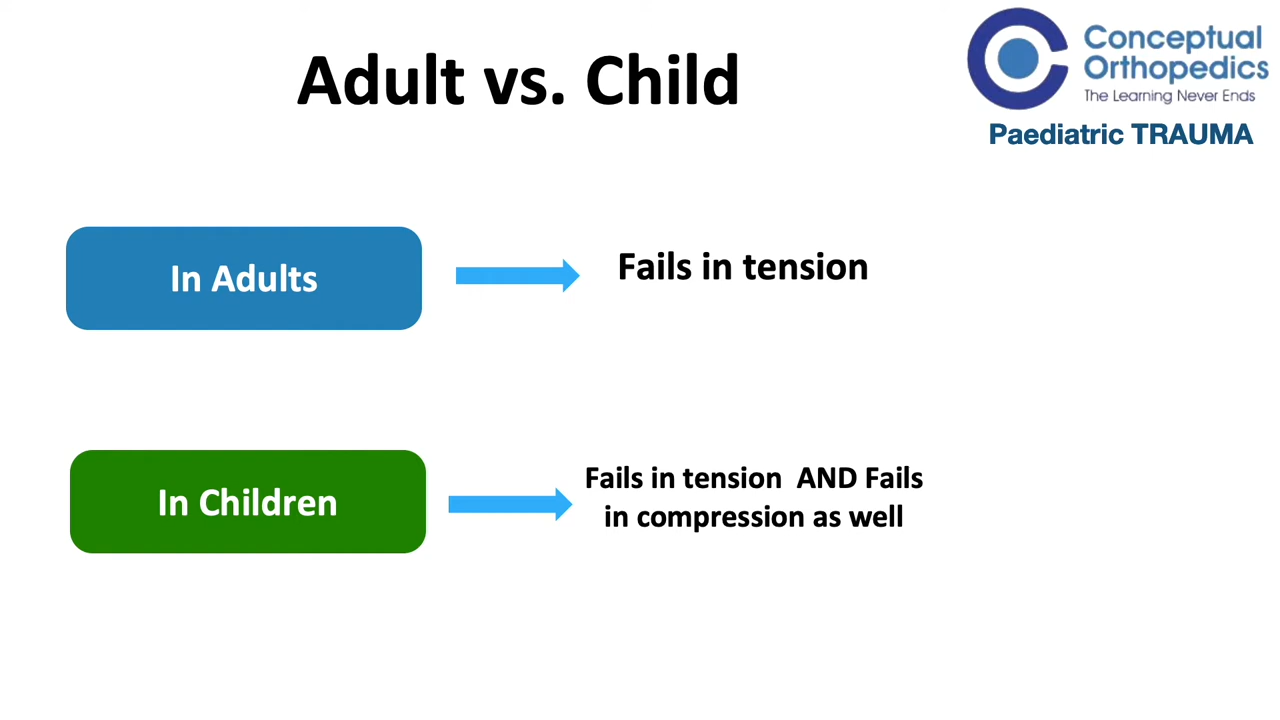 Adult vs. Child
Conceptual
Orthopedics
The Learning Never Ends
Paediatric TRAUMA
In Adults
Fails in tension
In Children
Fails in tension AND Fails
in compression as well